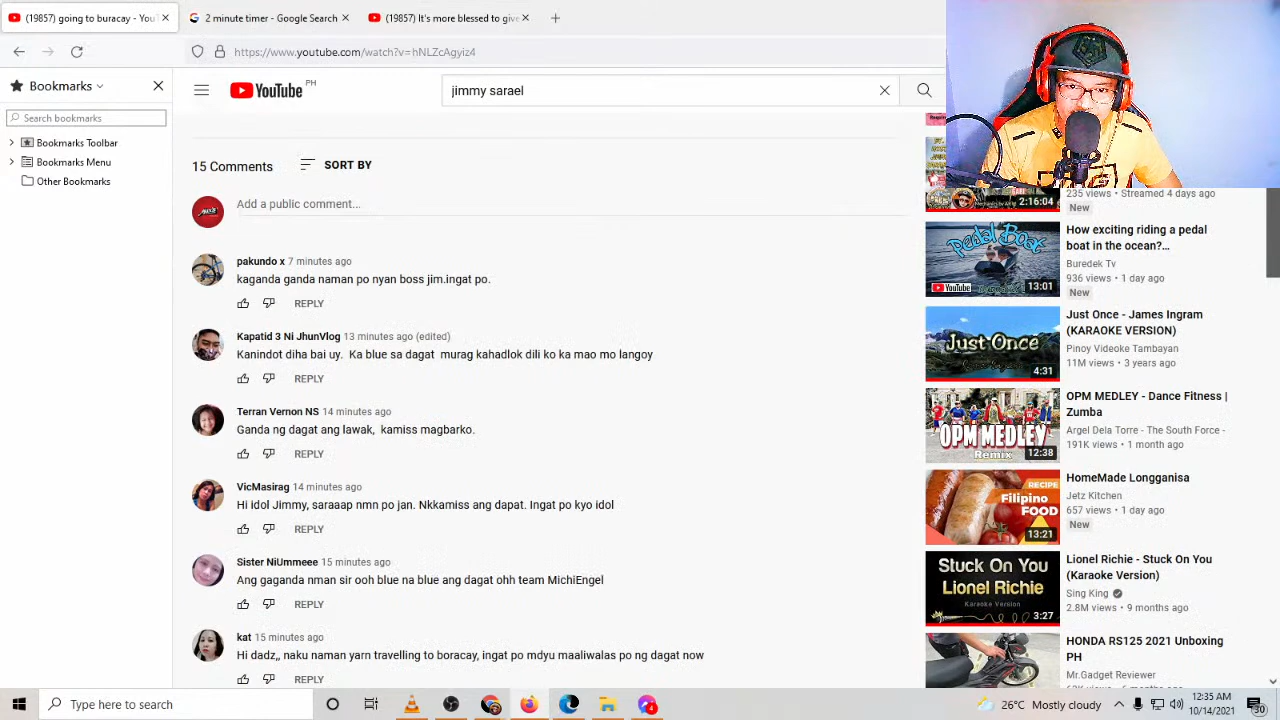 (19857) going to buracay - You
2 minute timer - Google Search
(19857) It's more blessed to give
https://www.youtube.com/watch?v=hNLZcAgyiz4
Bookmarks
Search bookmarks
Bookmarks Toolbar
Bookmarks Menu
Other Bookmarks
YouTube PH
jimmy sarael
15 Comments
SORT BY
Add a public comment...
pakundo x 7 minutes ago
kaganda ganda naman po nyan boss jim.ingat po.
REPLY
Kapatid 3 Ni JhunVlog 13 minutes ago (edited)
Kanindot diha bai uy. Ka blue sa dagat murag kahadlok dili ko ka mao mo langoy
REPLY
Terran Vernon NS 14 minutes ago
Ganda ng dagat ang lawak, kamiss magbarko.
REPLY
Vichel Vlag 14 minutes ago
Hi idol Jimmy, saraaap nmn po jan. Nkkamiss ang dapat. Ingat po kyo idol
REPLY
Sister NiUmmeee 15 minutes ago
Ang gaganda nman sir ooh blue na blue ang dagat ohh team MichiEngel
REPLY
kat 15 minutes ago
Hi dadz,, tapang man yarn travelling to boracay, ingat po mdyu maaliwalas po ng dagat now
REPLY
2:16:04
235 views • Streamed 4 days ago
New
Pedal Boat
YouTube
13:01
How exciting riding a pedal
boat in the ocean?...
Buredek Tv
936 views • 1 day ago
New
Just Once
4:31
Just Once - James Ingram
(KARAOKE VERSION)
Pinoy Videoke Tambayan
11M views • 3 years ago
OPM MEDLEY
Remix
12:38
OPM MEDLEY - Dance Fitness |
Zumba
Argel Dela Torre - The South Force -
191K views • 1 month ago
RECIPE
Filipino
FOOD
13:21
HomeMade Longganisa
Jetz Kitchen
657 views • 1 day ago
New
Stuck On You
Lionel Richie
Karaoke Version
3:27
Lionel Richie - Stuck On You
(Karaoke Version)
Sing King
2.8M views • 9 months ago
HONDA RS125 2021 Unboxing
PH
Mr.Gadget Reviewer
Type here to search
26°C Mostly cloudy
12:35 AM
10/14/2021
30